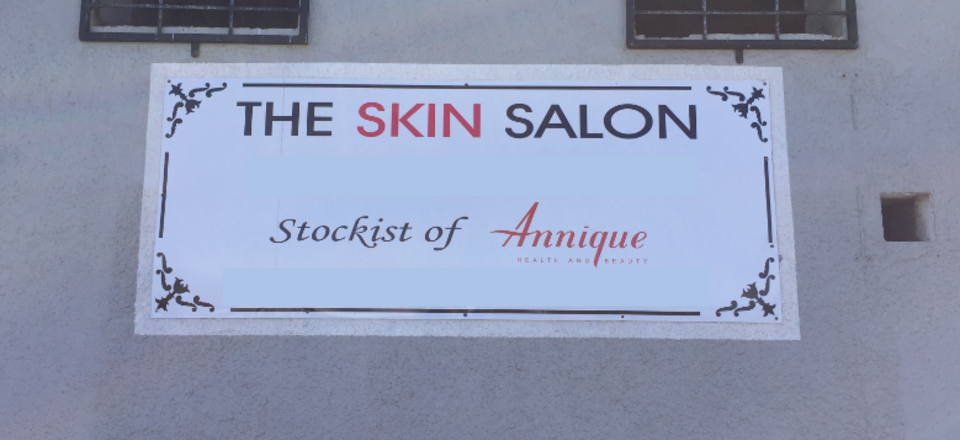 THE SKIN SALON
Stockist of Annique
HEALTH AND BEAUTY